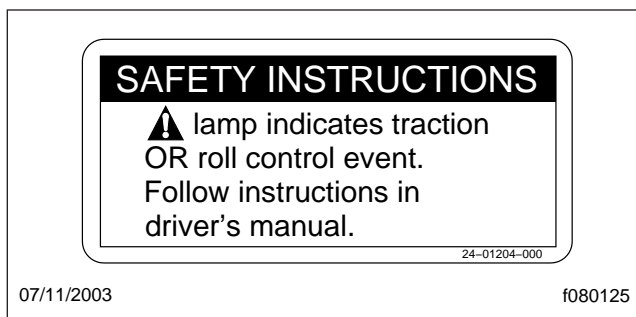 SAFETY INSTRUCTIONS
lamp indicates traction
OR roll control event.
Follow instructions in
driver’s manual.
24–01204–000
07/11/2003
f080125